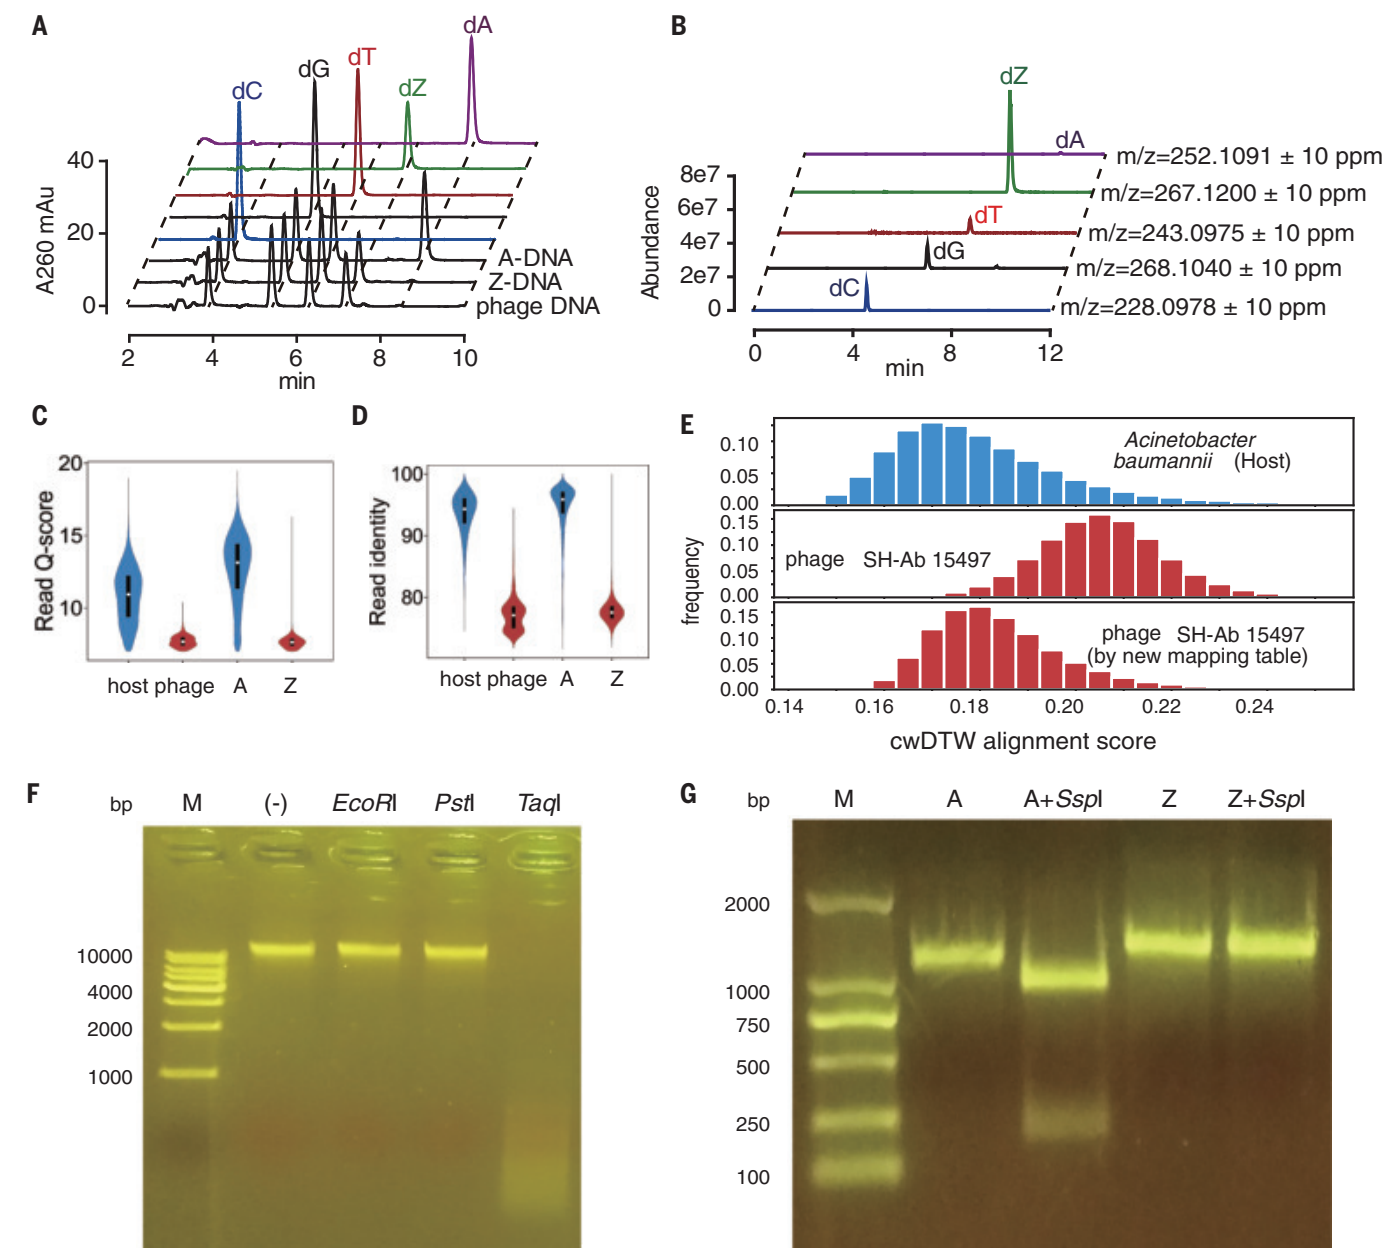 A
dC
dG
dT
dZ
dA
40
20
0
A260 mAu
A-DNA
Z-DNA
phage DNA
2 4 6 8 10
min
B
dZ
dA
dT
dG
dC
8e7
6e7
4e7
2e7
0
Abundance
m/z=252.1091 ± 10 ppm
m/z=267.1200 ± 10 ppm
m/z=243.0975 ± 10 ppm
m/z=268.1040 ± 10 ppm
m/z=228.0978 ± 10 ppm
0 4 8 12
min
C
20
15
10
Read Q-score
host phage A Z
D
100
90
80
Read identity
host phage A Z
E
0.10
0.05
0.00
Acinetobacter
baumannii (Host)
0.15
0.10
0.05
0.00
phage SH-Ab 15497
0.15
0.10
0.05
0.00
phage SH-Ab 15497
(by new mapping table)
frequency
0.14 0.16 0.18 0.20 0.22 0.24
cwDTW alignment score
F
bp M (-) EcoRI PstI TaqI
10000
4000
2000
1000
G
bp M A A+SspI Z Z+SspI
2000
1000
750
500
250
100